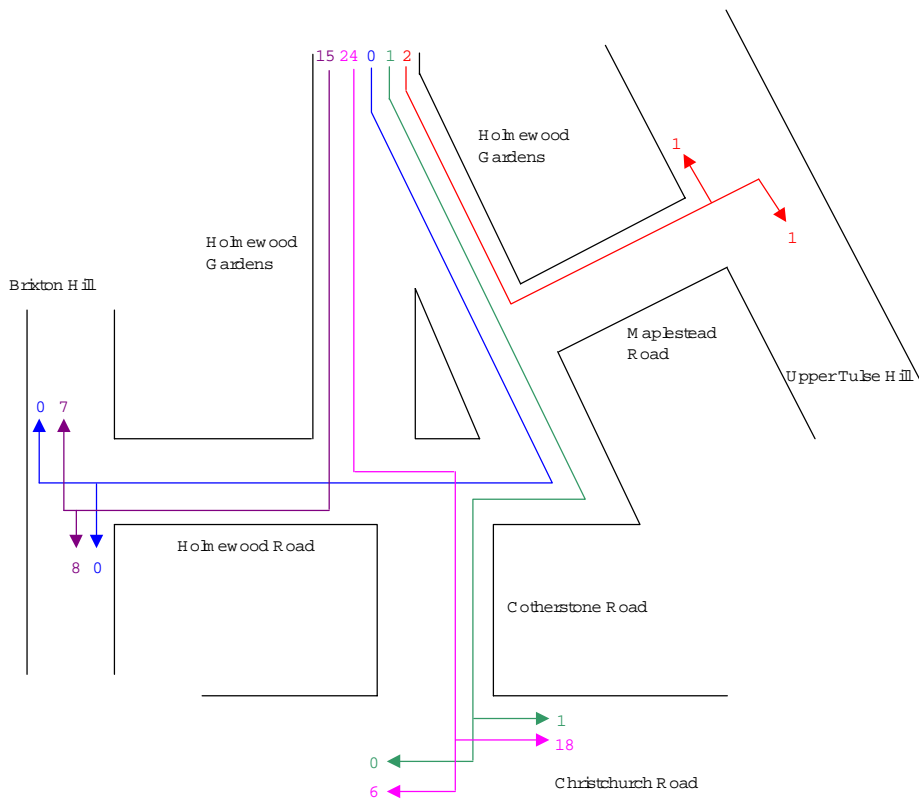 15 24 0 1 2
Holmewood
Gardens
1
1
Holmewood
Gardens
Brixton Hill
Maplestead
Road
Upper Tulse Hill
0 7
Holmewood Road
8 0
Cotherstone Road
1
18
0
Christchurch Road
6